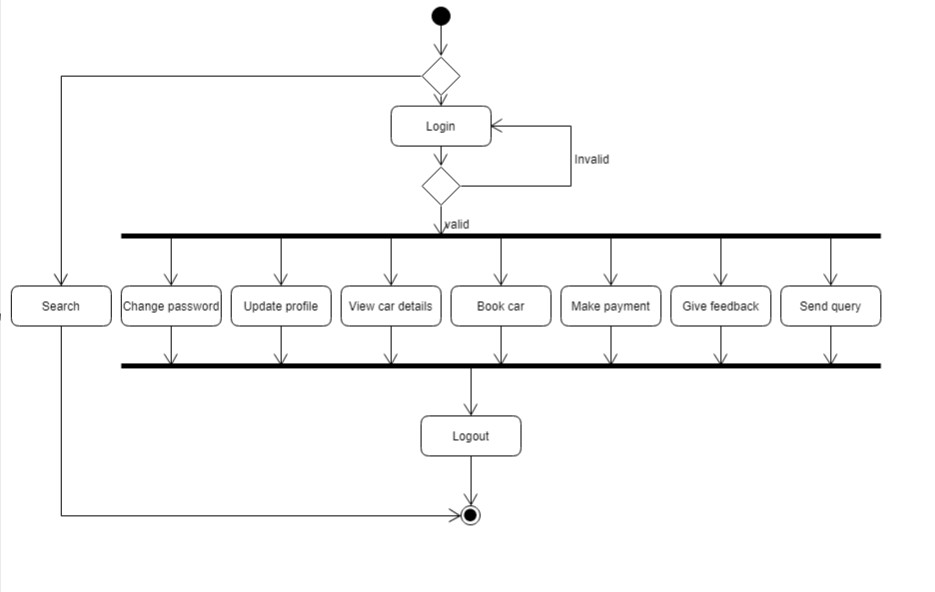 Login
Invalid
valid
Search
Change password
Update profile
View car details
Book car
Make payment
Give feedback
Send query
Logout